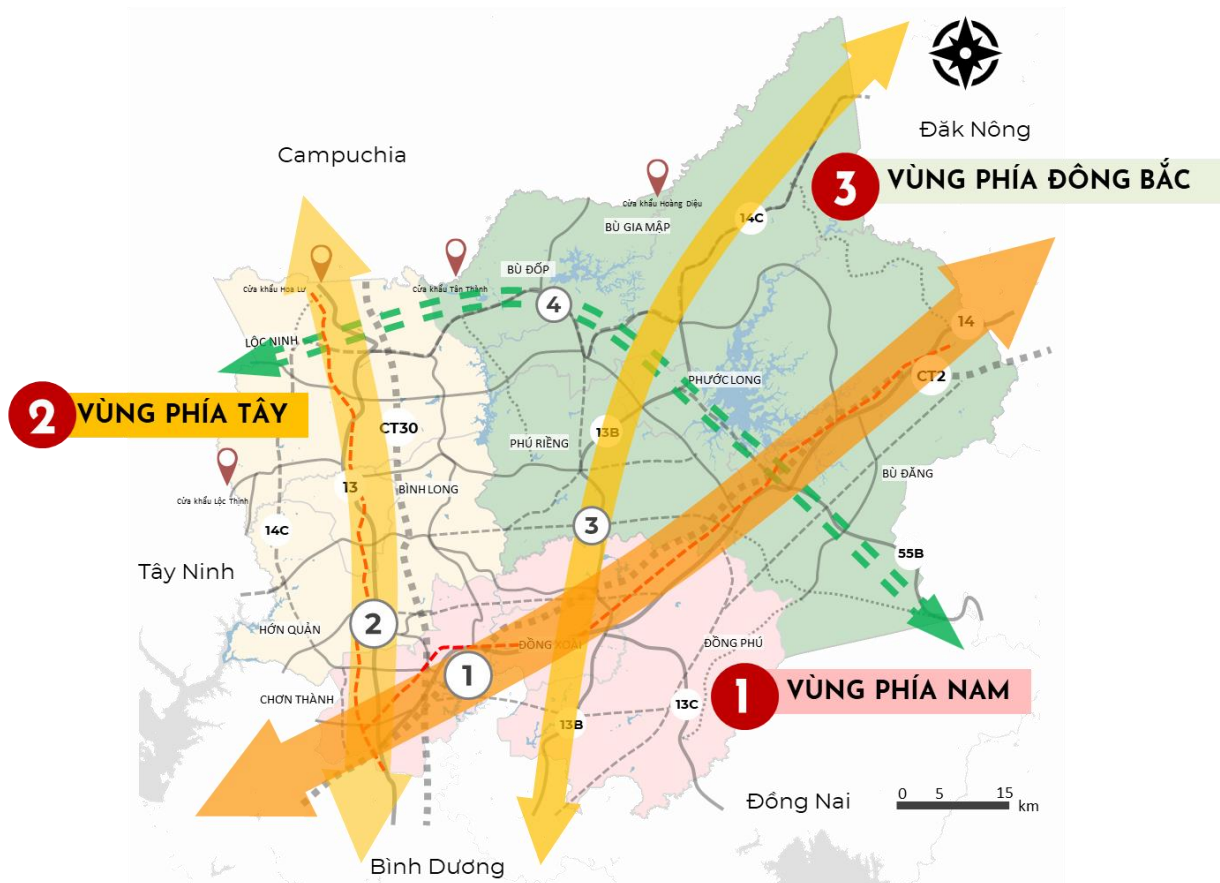 Đăk Nông
Campuchia
3
VÙNG PHÍA ĐÔNG BẮC
Cửa khẩu Hoàng Diệu
14C
BÙ GIA MẬP
BÙ ĐỐP
Cửa khẩu Hoa Lư
Cửa khẩu Tân Thành
4
14
LỘC NINH
CT2
PHƯỚC LONG
2
VÙNG PHÍA TÂY
CT30
13B
PHÚ RIỀNG
BÌNH LONG
BÙ ĐĂNG
Cửa khẩu Lộc Thịnh
13
14C
3
55B
Tây Ninh
HỚN QUẢN
2
ĐỒNG XOÀI
ĐỒNG PHÚ
1
1
VÙNG PHÍA NAM
CHƠN THÀNH
13C
13B
Đồng Nai
0 5 15
km
Bình Dương